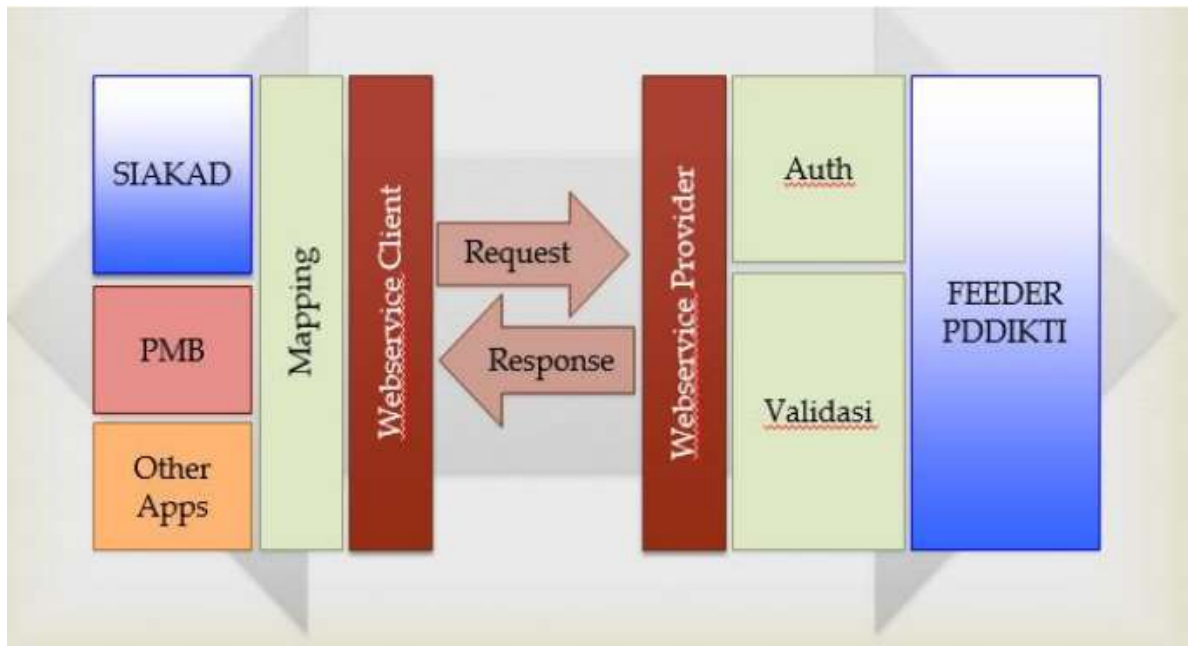 SIAKAD
PMB
Other
Apps
Mapping
Webservice Client
Request
Response
Webservice Provider
Auth
Validasi
FEEDER
PDDIKTI